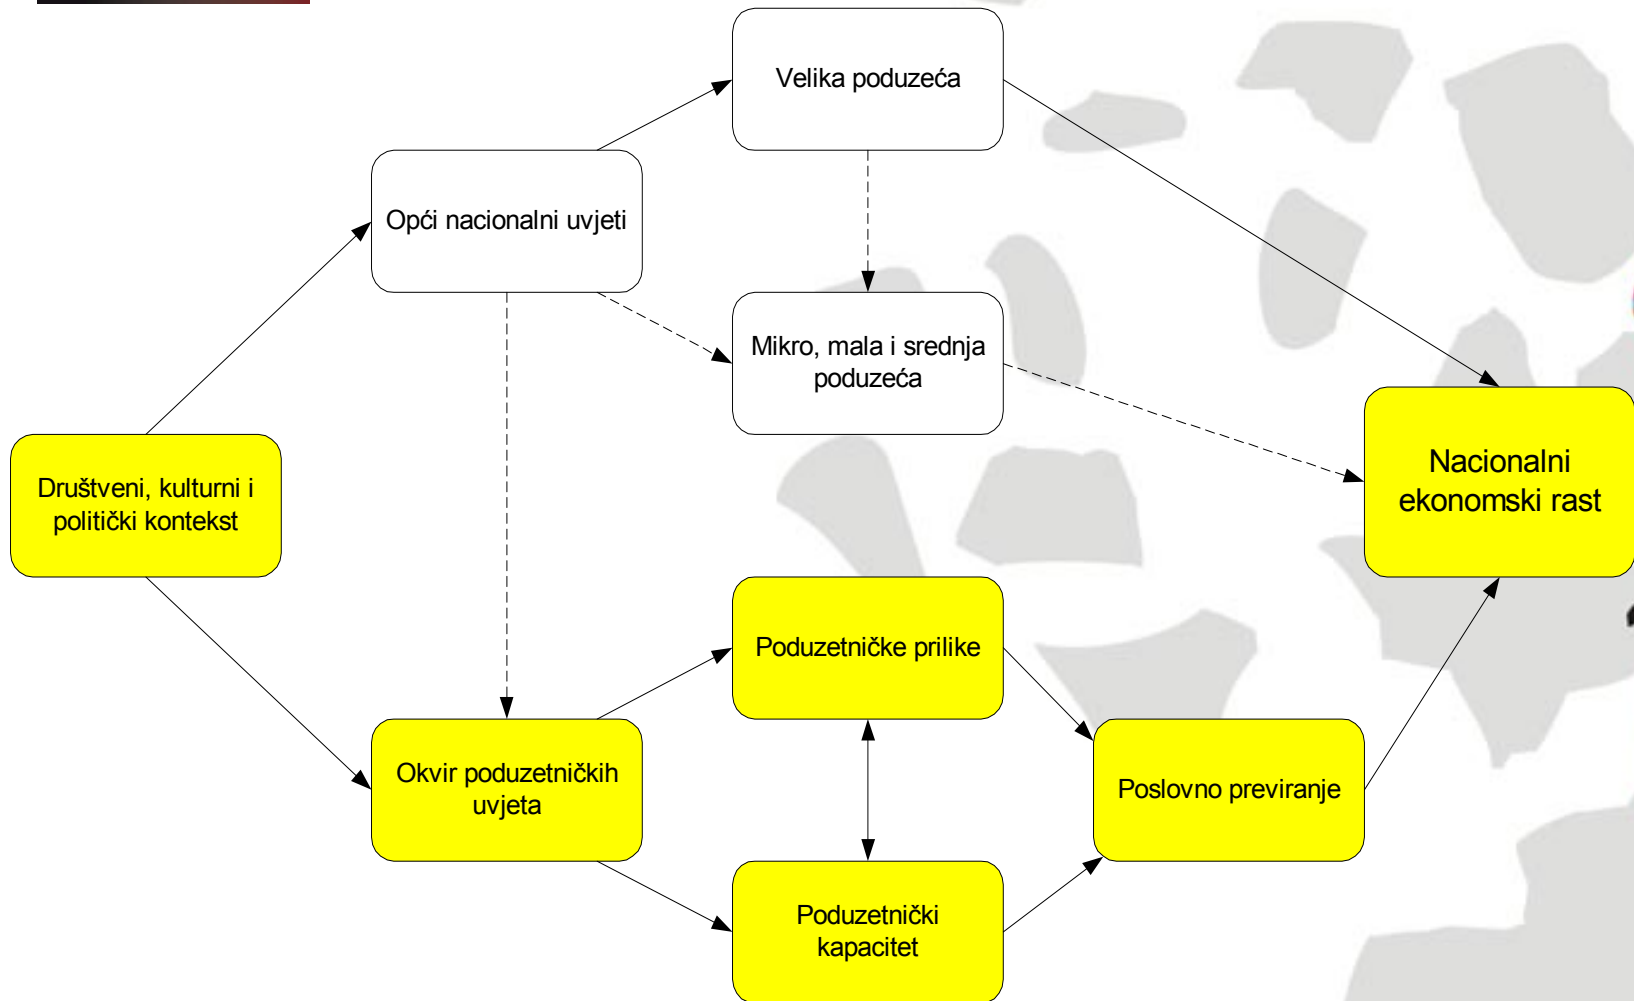 Velika poduzeća
Opći nacionalni uvjeti
Mikro, mala i srednja
poduzeća
Društveni, kulturni i
politički kontekst
Nacionalni
ekonomski rast
Poduzetničke prilike
Okvir poduzetničkih
uvjeta
Poslovno previranje
Poduzetnički
kapacitet